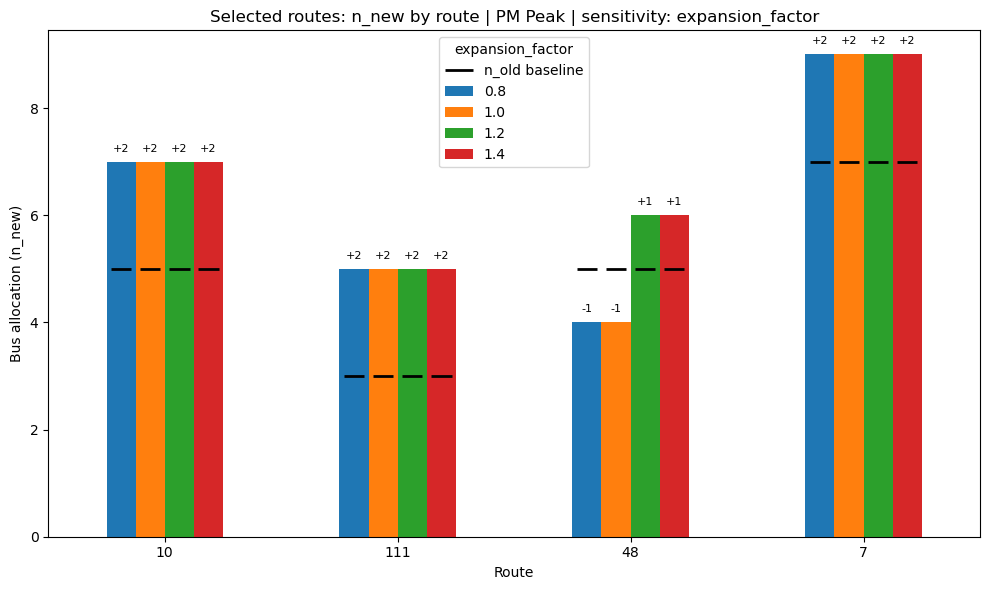 Selected routes: n_new by route | PM Peak | sensitivity: expansion_factor
expansion_factor
n_old baseline
0.8
1.0
1.2
1.4
+2 +2 +2 +2
+2 +2 +2 +2
+2 +2 +2 +2
-1 -1 +1 +1
Bus allocation (n_new)
8
6
4
2
0
10 111 48 7
Route